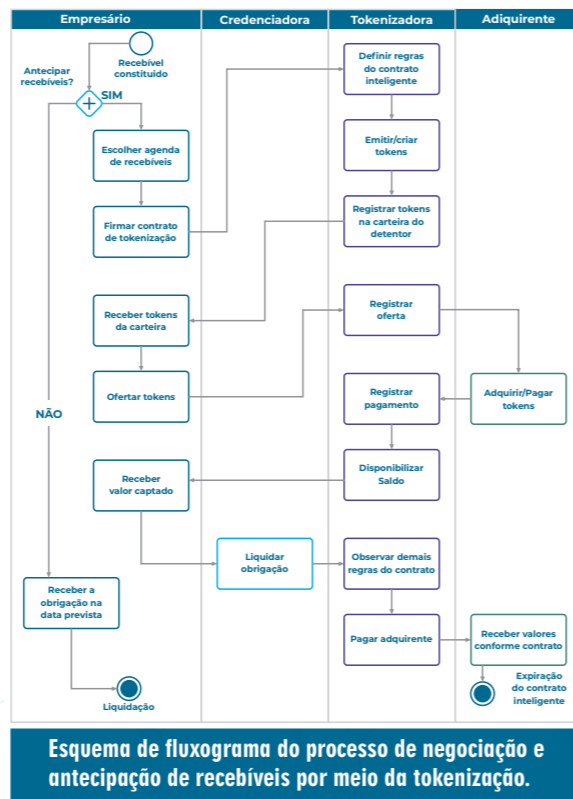 Empresário
Credenciadora
Tokenizadora
Adiquirente
Recebível
constituido
Antecipar
recebíveis?
SIM
Escolher agenda
de recebíveis
Firmar contrato
de tokenização
Definir regras
do contrato
inteligente
Emitir/criar
tokens
Registrar tokens
na carteira do
detentor
Receber tokens
da carteira
Ofertar tokens
Registrar
oferta
Adquirir/Pagar
tokens
Registrar
pagamento
Disponibilizar
Saldo
Receber
valor captado
NÃO
Liquidar
obrigação
Observar demais
regras do contrato
Pagar adquirente
Receber valores
conforme contrato
Expiração
do contrato
inteligente
Receber a
obrigação na
data prevista
Liquidação
Esquema de fluxograma do processo de negociação e
antecipação de recebíveis por meio da tokenização.